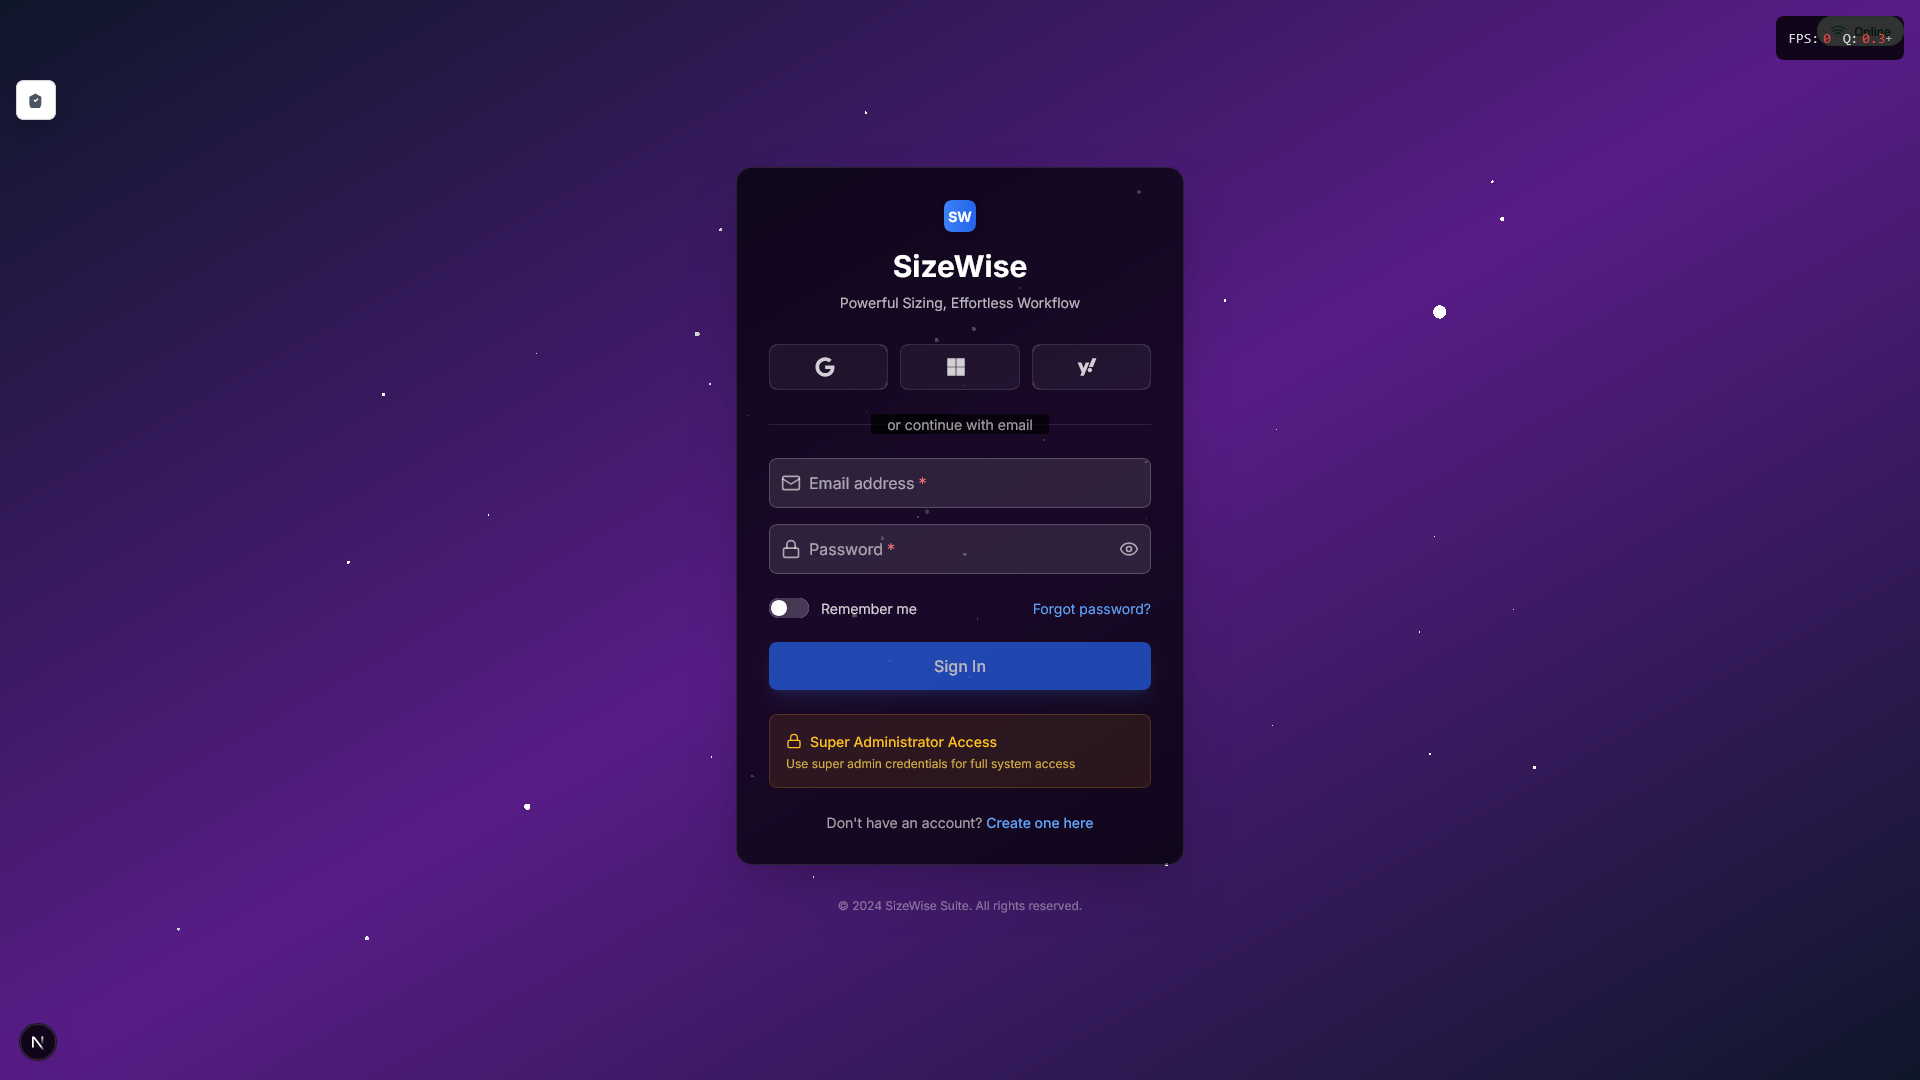 Online
FPS: 0 Q: 0.3+
SW
SizeWise
Powerful Sizing, Effortless Workflow
G
y!
or continue with email
Email address *
Password *
Remember me
Forgot password?
Sign In
Super Administrator Access
Use super admin credentials for full system access
Don't have an account? Create one here
© 2024 SizeWise Suite. All rights reserved.
N